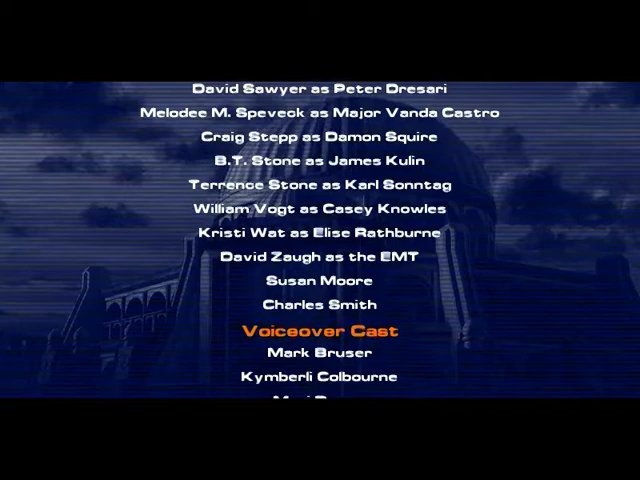 David Sawyer as Peter Dresari
Melodee M. Speveck as Major Vanda Castro
Craig Stepp as Damon Squire
B.T. Stone as James Kulin
Terrence Stone as Karl Sonntag
William Vogt as Casey Knowles
Kristi Wat as Elise Rathburne
David Zaugh as the EMT
Susan Moore
Charles Smith
Voiceover Cast
Mark Bruser
Kymberli Colbourne